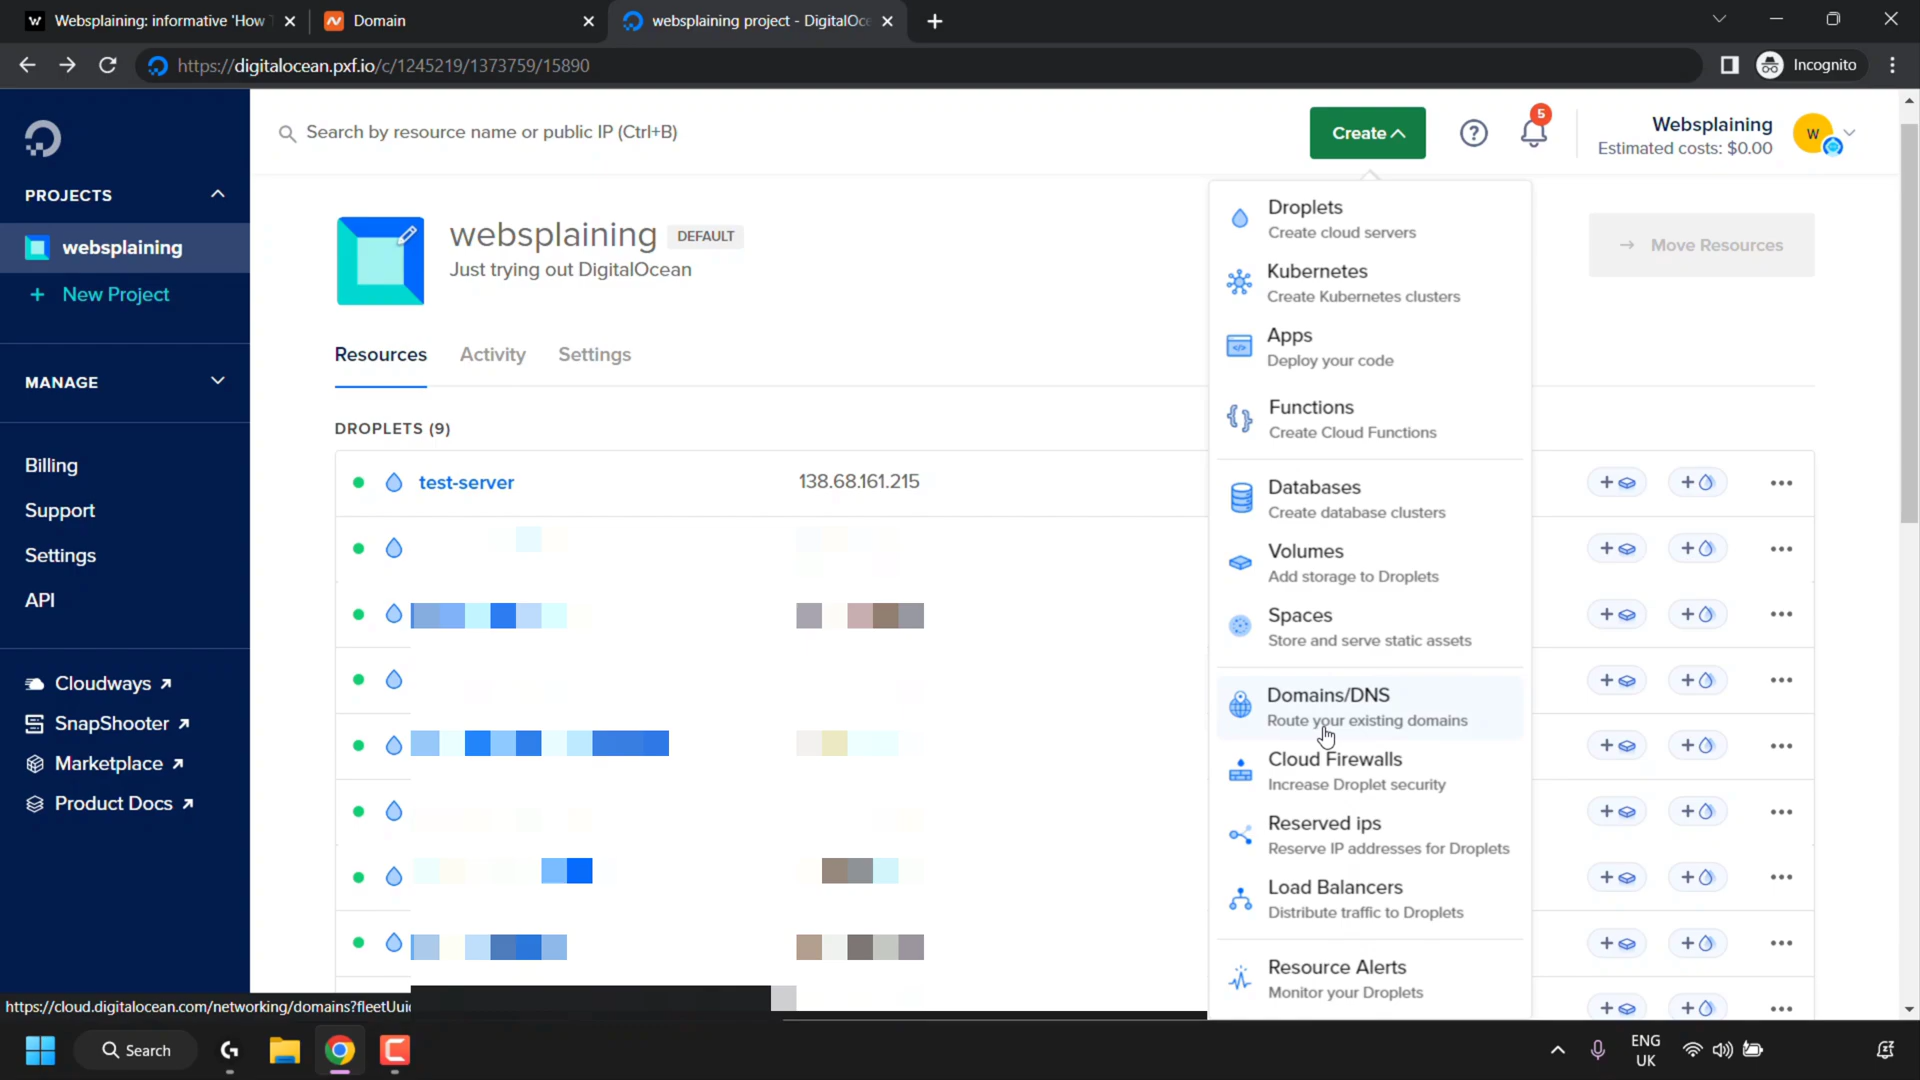 Websplaining: informative 'How T
Domain
websplaining project - DigitalOce
https://digitalocean.pxf.io/c/1245219/1373759/15890
Incognito
Search by resource name or public IP (Ctrl+B)
Create
5
Websplaining
Estimated costs: $0.00
W
PROJECTS
websplaining
New Project
MANAGE
Billing
Support
Settings
API
Cloudways
SnapShooter
Marketplace
Product Docs
websplaining
DEFAULT
Just trying out DigitalOcean
Move Resources
Resources
Activity
Settings
DROPLETS (9)
test-server
138.68.161.215
Droplets
Create cloud servers
Kubernetes
Create Kubernetes clusters
Apps
Deploy your code
Functions
Create Cloud Functions
Databases
Create database clusters
Volumes
Add storage to Droplets
Spaces
Store and serve static assets
Domains/DNS
Route your existing domains
Cloud Firewalls
Increase Droplet security
Reserved ips
Reserve IP addresses for Droplets
Load Balancers
Distribute traffic to Droplets
Resource Alerts
Monitor your Droplets
https://cloud.digitalocean.com/networking/domains?fleetUui
Search
ENG
UK